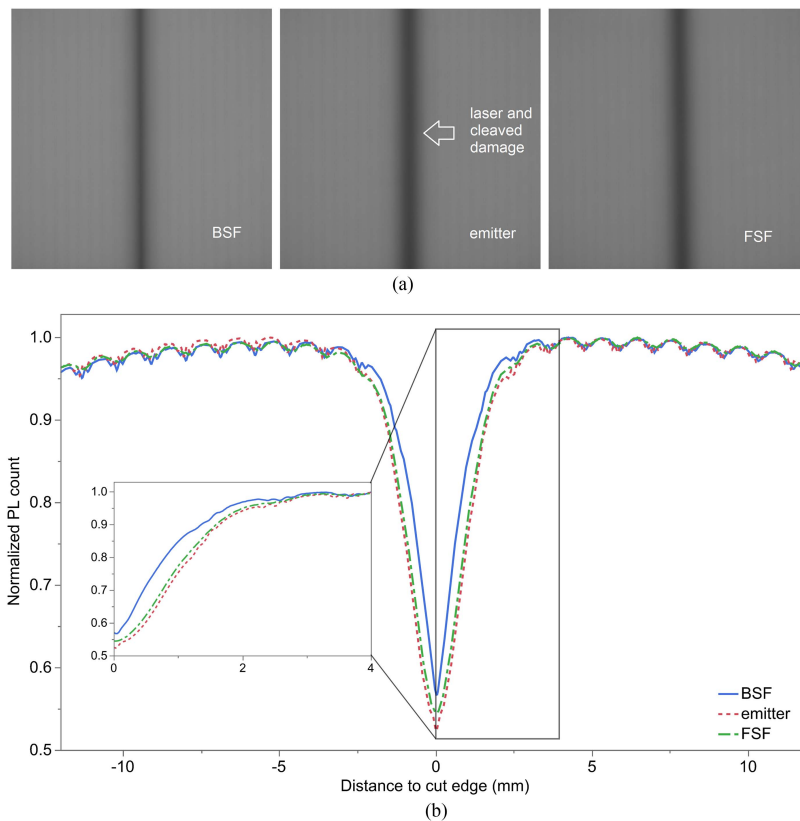 laser and
cleaved
damage
BSF
emitter
FSF
(a)
1.0
0.9
0.8
0.7
0.6
0.5
Normalized PL count
1.0
0.9
0.8
0.7
0.6
0.5
0
2
4
BSF
emitter
FSF
-10
-5
0
5
10
Distance to cut edge (mm)
(b)